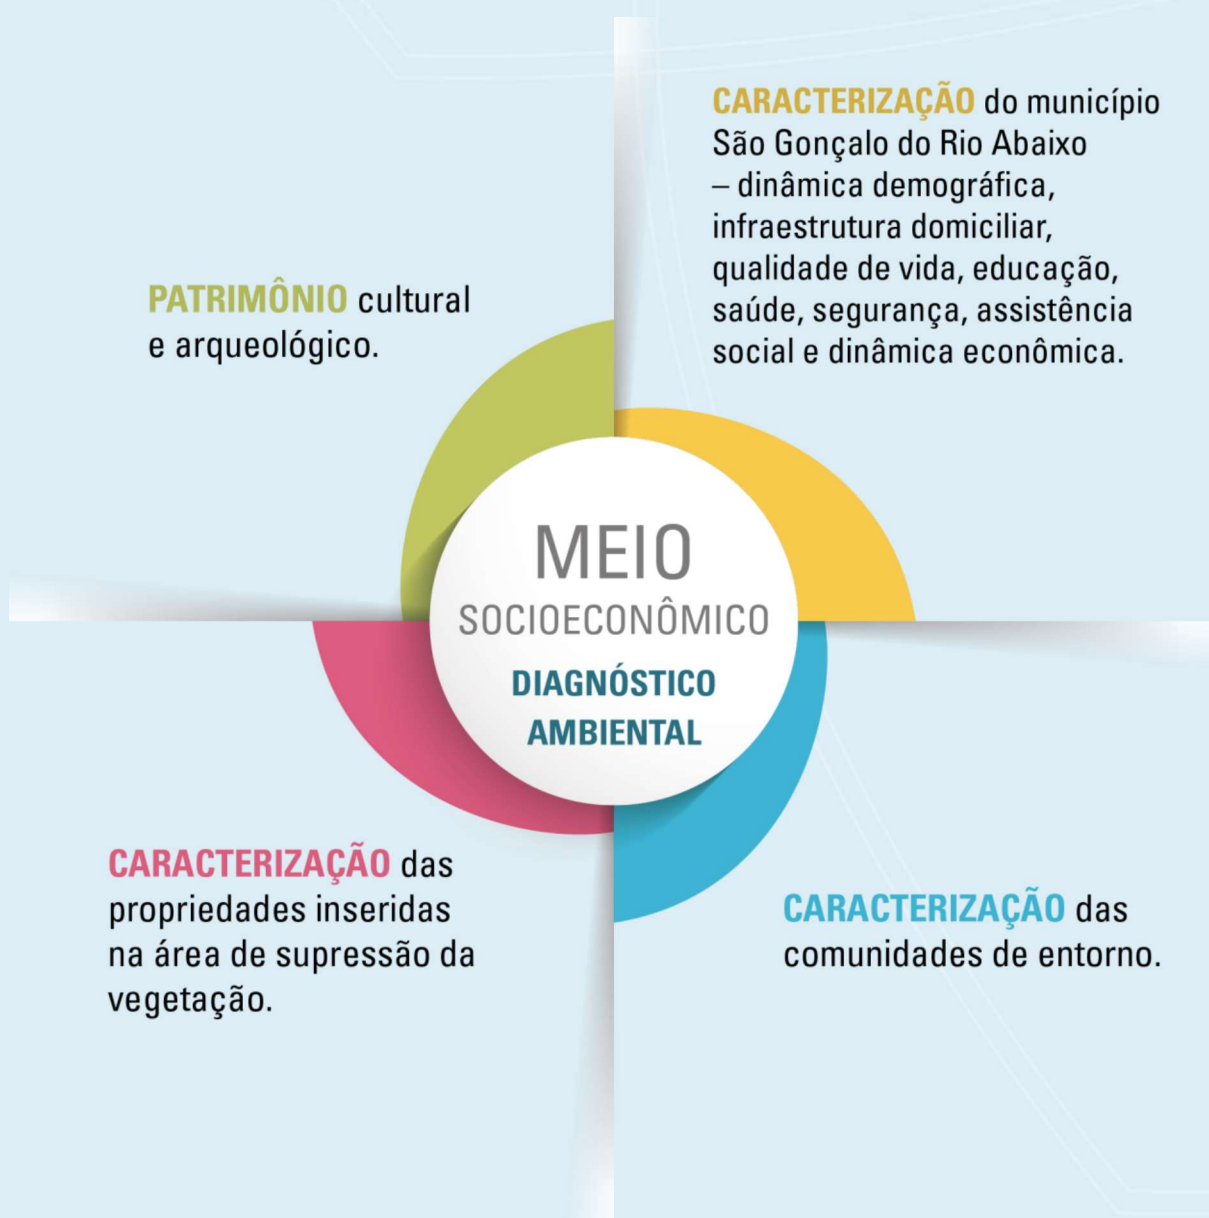 PATRIMÔNIO cultural
e arqueológico.
CARACTERIZAÇÃO do município
São Gonçalo do Rio Abaixo
– dinâmica demográfica,
infraestrutura domiciliar,
qualidade de vida, educação,
saúde, segurança, assistência
social e dinâmica econômica.
MEIO
SOCIOECONÔMICO
DIAGNÓSTICO
AMBIENTAL
CARACTERIZAÇÃO das
propriedades inseridas
na área de supressão da
vegetação.
CARACTERIZAÇÃO das
comunidades de entorno.